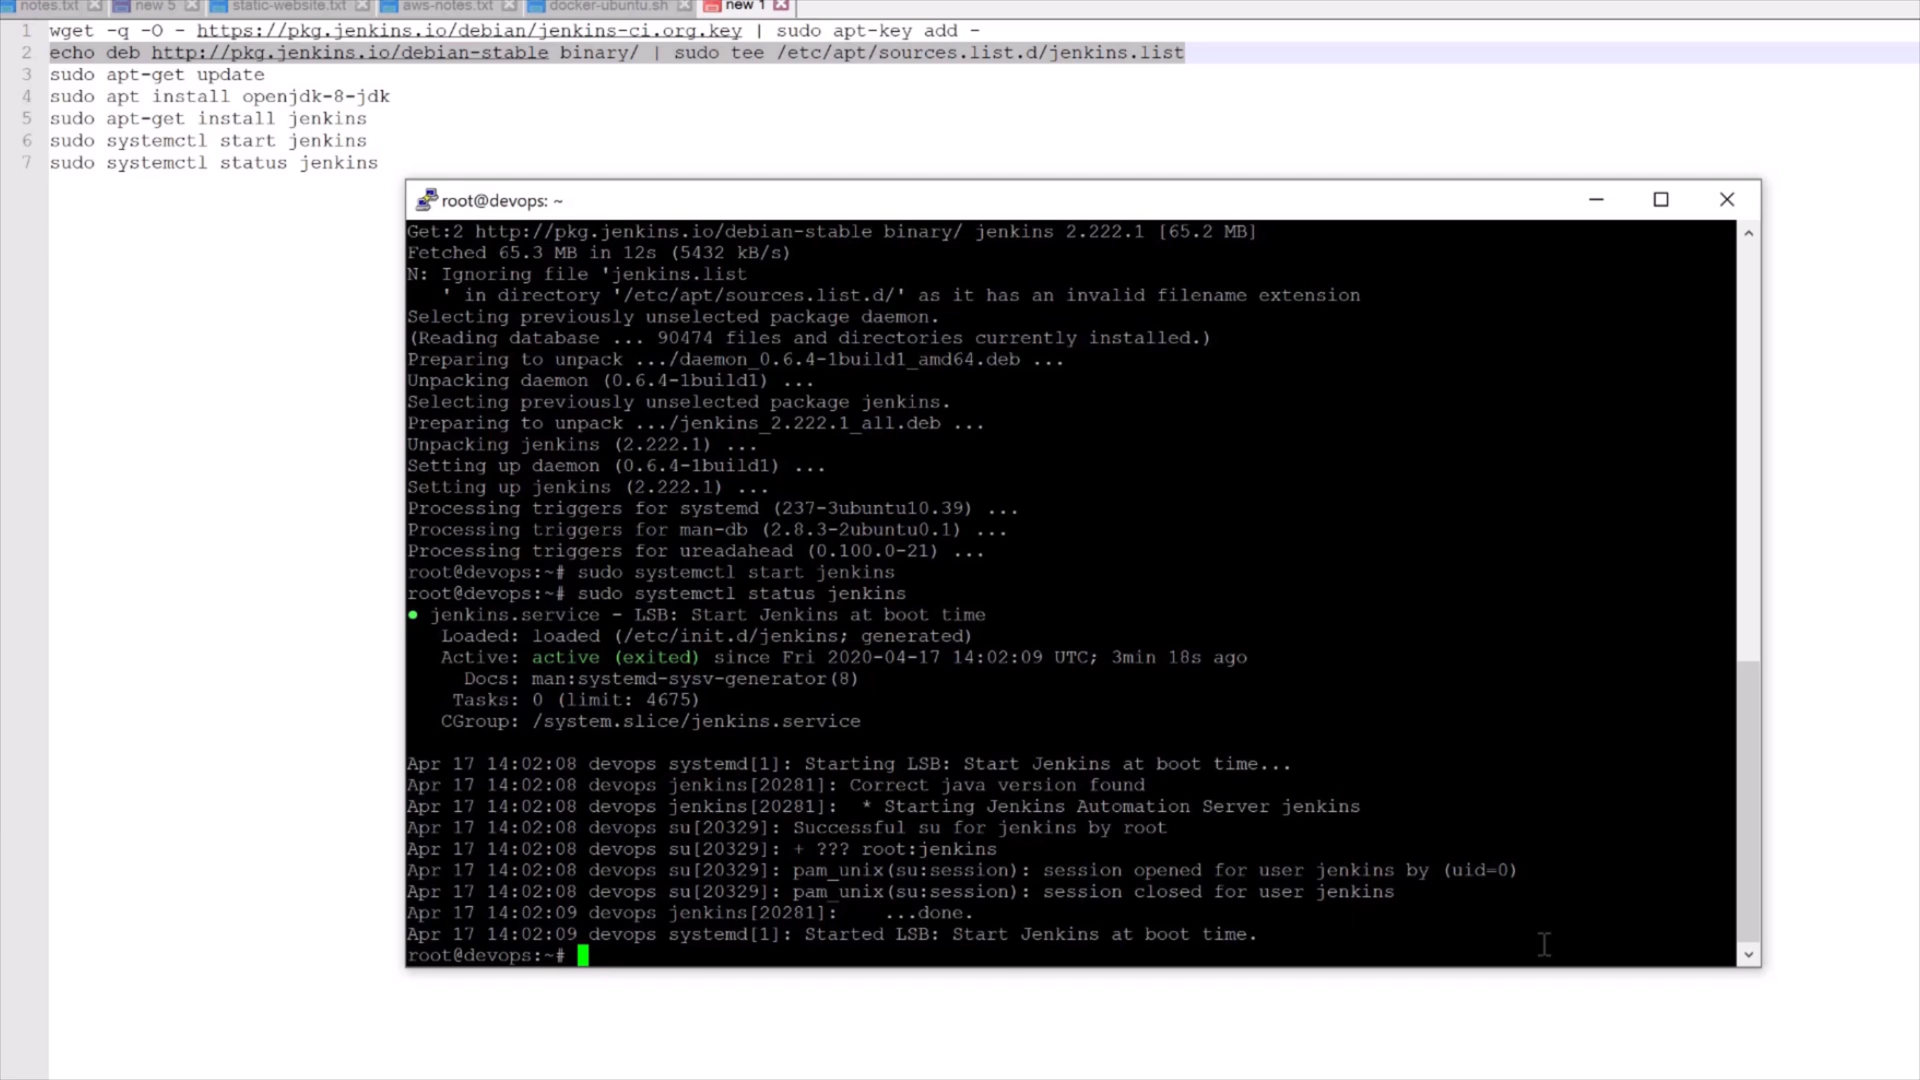 notes.txt new 5 static-website.txt aws-notes.txt docker-ubuntu.sh new 1
1 wget -q -O - https://pkg.jenkins.io/debian/jenkins-ci.org.key | sudo apt-key add -
2 echo deb http://pkg.jenkins.io/debian-stable binary/ | sudo tee /etc/apt/sources.list.d/jenkins.list
3 sudo apt-get update
4 sudo apt install openjdk-8-jdk
5 sudo apt-get install jenkins
6 sudo systemctl start jenkins
7 sudo systemctl status jenkins
root@devops: ~
Get:2 http://pkg.jenkins.io/debian-stable binary/ jenkins 2.222.1 [65.2 MB]
Fetched 65.3 MB in 12s (5432 kB/s)
N: Ignoring file 'jenkins.list
' in directory '/etc/apt/sources.list.d/' as it has an invalid filename extension
Selecting previously unselected package daemon.
(Reading database ... 90474 files and directories currently installed.)
Preparing to unpack .../daemon_0.6.4-1build1_amd64.deb ...
Unpacking daemon (0.6.4-1build1) ...
Selecting previously unselected package jenkins.
Preparing to unpack .../jenkins_2.222.1_all.deb ...
Unpacking jenkins (2.222.1) ...
Setting up daemon (0.6.4-1build1) ...
Setting up jenkins (2.222.1) ...
Processing triggers for systemd (237-3ubuntu10.39) ...
Processing triggers for man-db (2.8.3-2ubuntu0.1) ...
Processing triggers for ureadahead (0.100.0-21) ...
root@devops:~# sudo systemctl start jenkins
root@devops:~# sudo systemctl status jenkins
● jenkins.service - LSB: Start Jenkins at boot time
Loaded: loaded (/etc/init.d/jenkins; generated)
Active: active (exited) since Fri 2020-04-17 14:02:09 UTC; 3min 18s ago
Docs: man:systemd-sysv-generator(8)
Tasks: 0 (limit: 4675)
CGroup: /system.slice/jenkins.service
Apr 17 14:02:08 devops systemd[1]: Starting LSB: Start Jenkins at boot time...
Apr 17 14:02:08 devops jenkins[20281]: Correct java version found
Apr 17 14:02:08 devops jenkins[20281]:  * Starting Jenkins Automation Server jenkins
Apr 17 14:02:08 devops su[20329]: Successful su for jenkins by root
Apr 17 14:02:08 devops su[20329]: + ??? root:jenkins
Apr 17 14:02:08 devops su[20329]: pam_unix(su:session): session opened for user jenkins by (uid=0)
Apr 17 14:02:08 devops su[20329]: pam_unix(su:session): session closed for user jenkins
Apr 17 14:02:09 devops jenkins[20281]:    ...done.
Apr 17 14:02:09 devops systemd[1]: Started LSB: Start Jenkins at boot time.
root@devops:~#